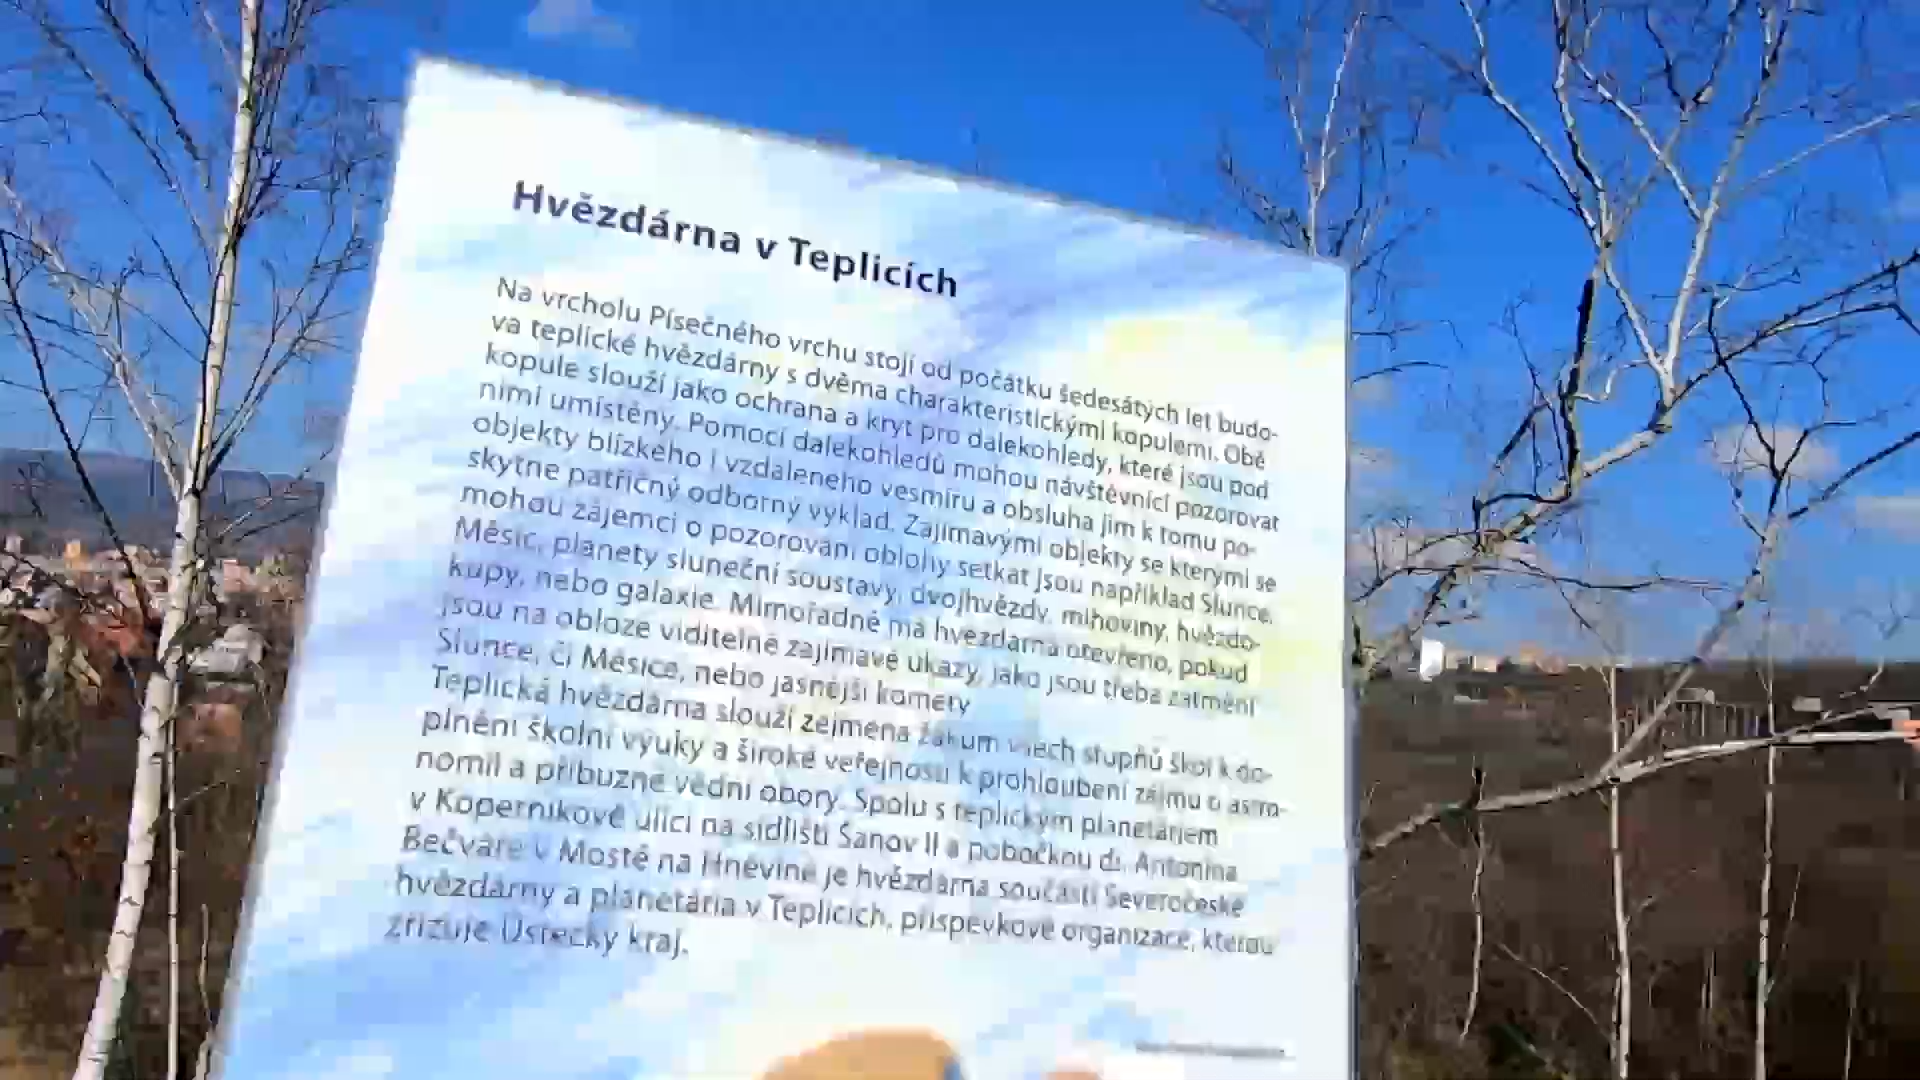 Hvězdárna v Teplicích
Na vrcholu Písečného vrchu stojí od počátku šedesátých let budo-
va teplické hvězdárny s dvěma charakteristickými kopulemi. Obě
kopule slouží jako ochrana a kryt pro dalekohledy, které jsou pod
nimi umístěny. Pomocí dalekohledů mohou návštěvníci pozorovat
objekty blízkého i vzdáleného vesmíru a obsluha jim k tomu po-
skytne patřičný odborný výklad. Zajímavými objekty se kterými se
mohou zájemci o pozorování oblohy setkat jsou například Slunce,
Měsíc, planety sluneční soustavy, dvojhvězdy, mlhoviny, hvězdo-
kupy, nebo galaxie. Mimořádně má hvězdárna otevřeno, pokud
jsou na obloze viditelné zajímavé úkazy, jako jsou třeba zatmění
Slunce, či Měsíce, nebo jasnější komety
Teplická hvězdárna slouží zejména žákům všech stupňů škol k do-
plnění školní výuky a široké veřejnosti k prohloubení zájmu o astro-
nomii a příbuzné vědní obory. Spolu s teplickým planetáriem
v Koperníkově ulici na sídlišti Šanov II a pobočkou dr. Antonína
Bečváře v Mostě na Hněvíně je hvězdárna součástí Severočeské
hvězdárny a planetária v Teplicích, příspěvkové organizace, kterou
zřizuje Ústecký kraj.